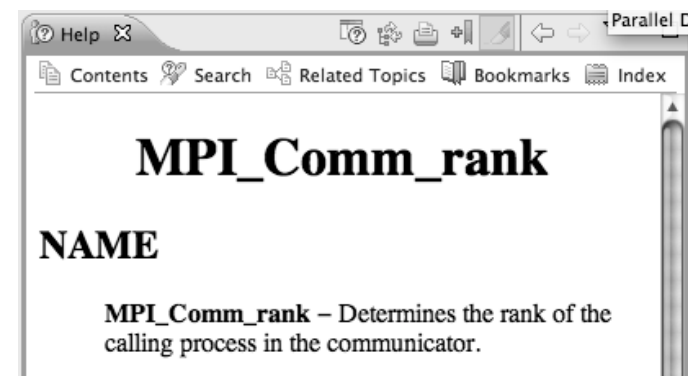 Help
Parallel D
Contents Search Related Topics Bookmarks Index
MPI_Comm_rank
NAME
MPI_Comm_rank – Determines the rank of the
calling process in the communicator.